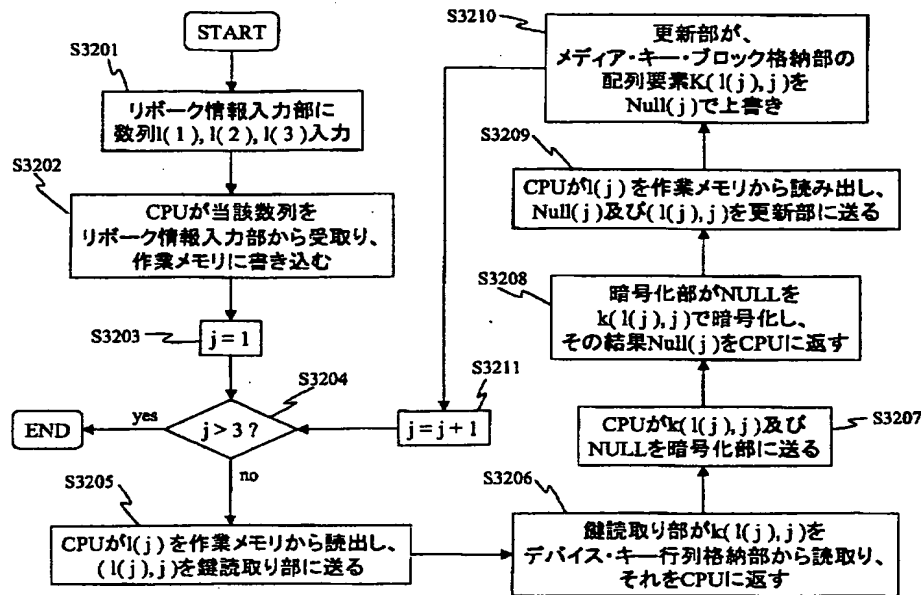 START
S3201
リボーク情報入力部に
数列l(1), l(2), l(3)入力
S3202
CPUが当該数列を
リボーク情報入力部から受取り、
作業メモリに書き込む
S3203
j = 1
S3204
j > 3 ?
yes
END
no
S3205
CPUがl(j)を作業メモリから読出し、
(l(j), j)を鍵読取り部に送る
S3206
鍵読取り部がk(l(j), j)を
デバイス・キー行列格納部から読取り、
それをCPUに返す
S3207
CPUがk(l(j), j)及び
NULLを暗号化部に送る
S3208
暗号化部がNULLを
k(l(j), j)で暗号化し、
その結果Null(j)をCPUに返す
S3209
CPUがl(j)を作業メモリから読み出し、
Null(j)及び(l(j), j)を更新部に送る
S3210
更新部が、
メディア・キー・ブロック格納部の
配列要素K(l(j), j)を
Null(j)で上書き
S3211
j = j + 1